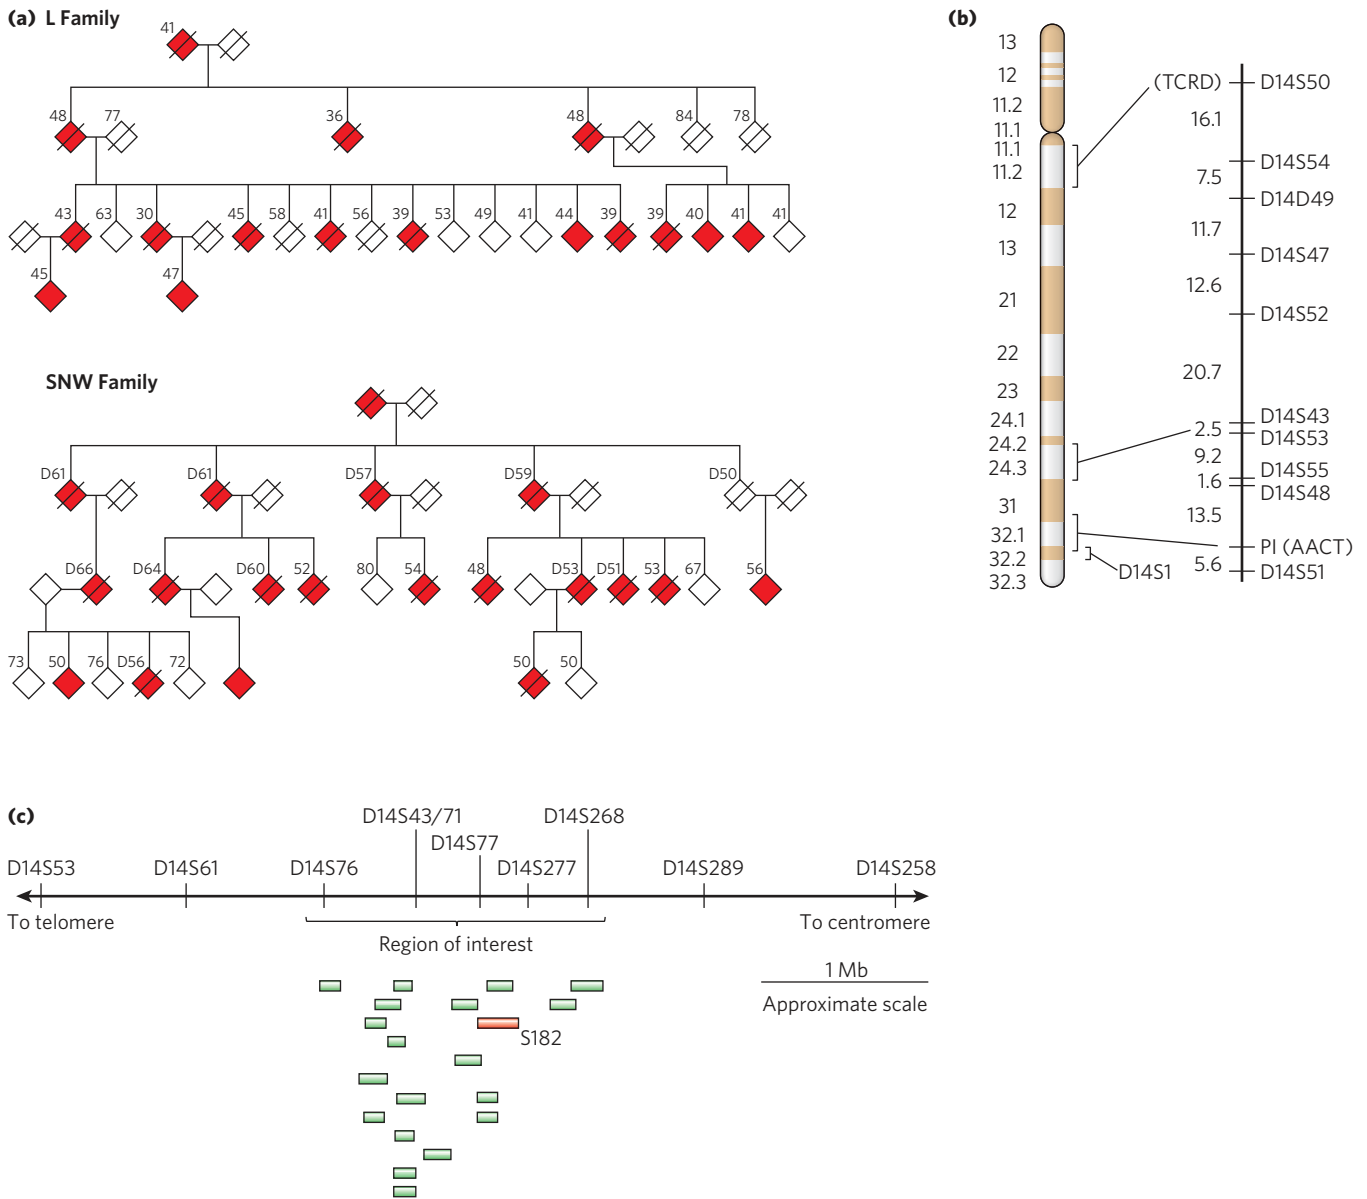 (a) L Family
41
48 77 36 48 84 78
43 63 30 45 58 41 56 39 53 49 41 44 39 39 40 41 41
45 47
SNW Family
D61 D61 D57 D59 D50
D66 D64 D60 52 80 54 48 D53 D51 53 67 56
73 50 76 D56 72 50 50
(b)
13
12
11.2
11.1
11.1
11.2
12
13
21
22
23
24.1
24.2
24.3
31
32.1
32.2
32.3
D14S1
(TCRD) D14S50
16.1
D14S54
7.5
D14D49
11.7
D14S47
12.6
D14S52
20.7
D14S43
2.5
D14S53
9.2
D14S55
1.6
D14S48
13.5
PI (AACT)
5.6
D14S51
(c)
D14S43/71 D14S268
D14S77
D14S53 D14S61 D14S76 D14S277 D14S289 D14S258
To telomere To centromere
Region of interest
1 Mb
Approximate scale
S182